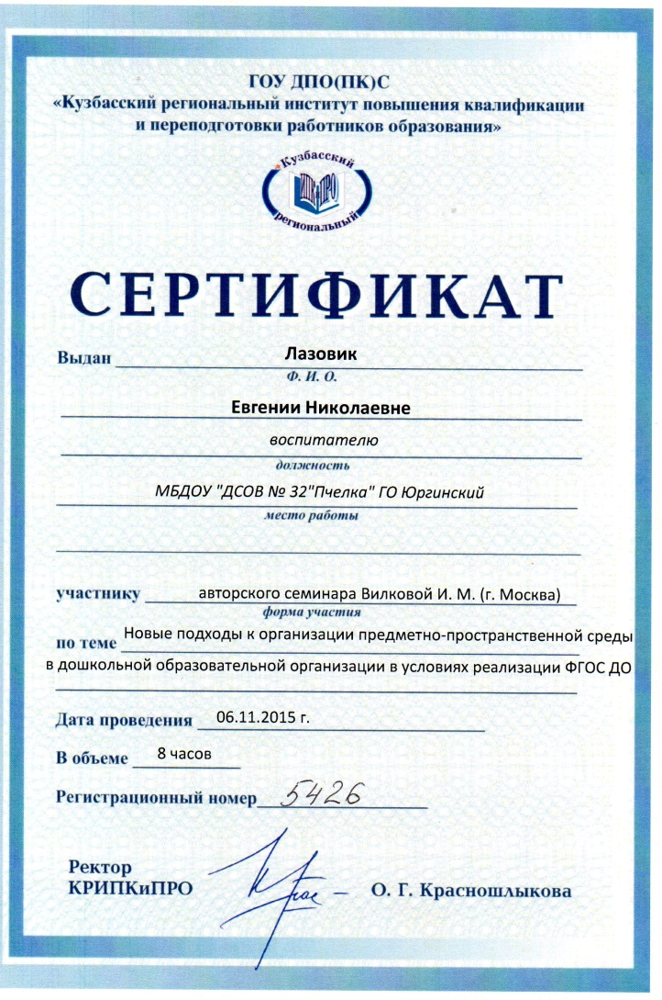 ГОУ ДПО(ПК)С
«Кузбасский региональный институт повышения квалификации
и переподготовки работников образования»
Кузбасский
ИПК и ПРО
региональный
СЕРТИФИКАТ
Выдан Лазовик
Ф. И. О.
Евгении Николаевне
воспитателю
должность
МБДОУ "ДСОВ № 32"Пчелка" ГО Юргинский
место работы
участнику авторского семинара Вилковой И. М. (г. Москва)
форма участия
по теме Новые подходы к организации предметно-пространственной среды
в дошкольной образовательной организации в условиях реализации ФГОС ДО
Дата проведения 06.11.2015 г.
В объеме 8 часов
Регистрационный номер 5426
Ректор
КРИПКиПРО О. Г. Красношлыкова